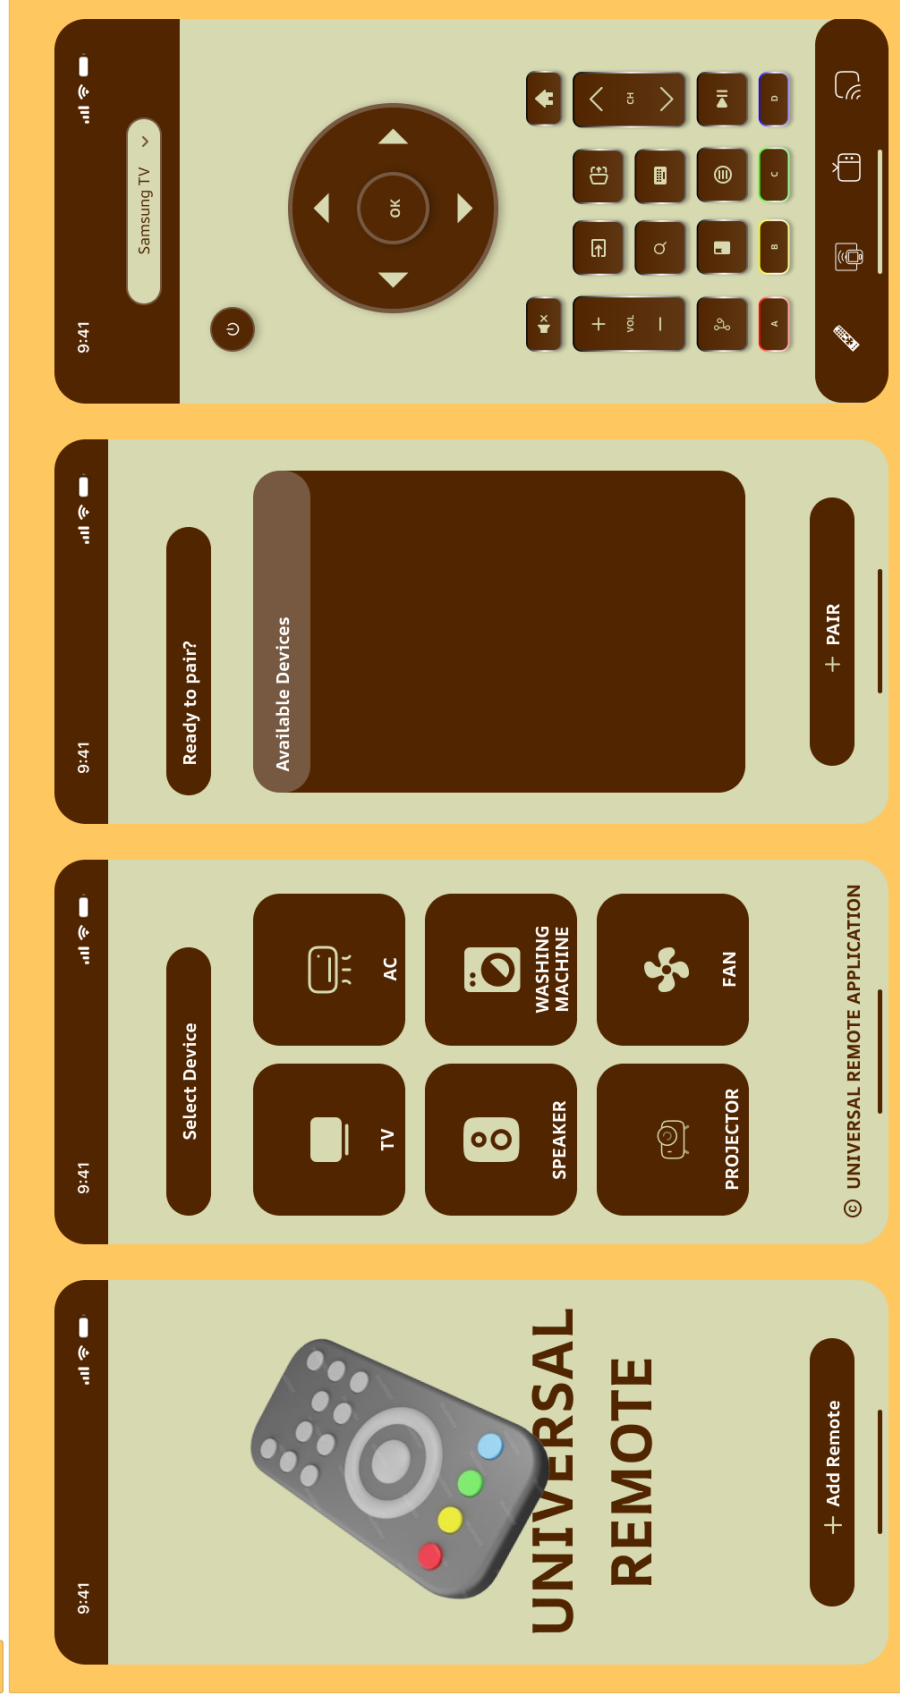 9:41
UNIVERSAL
REMOTE
+ Add Remote
9:41
Select Device
TV
AC
SPEAKER
WASHING
MACHINE
PROJECTOR
FAN
© UNIVERSAL REMOTE APPLICATION
9:41
Ready to pair?
Available Devices
+ PAIR
9:41
Samsung TV
OK
+
VOL
−
CH
A
B
C
D